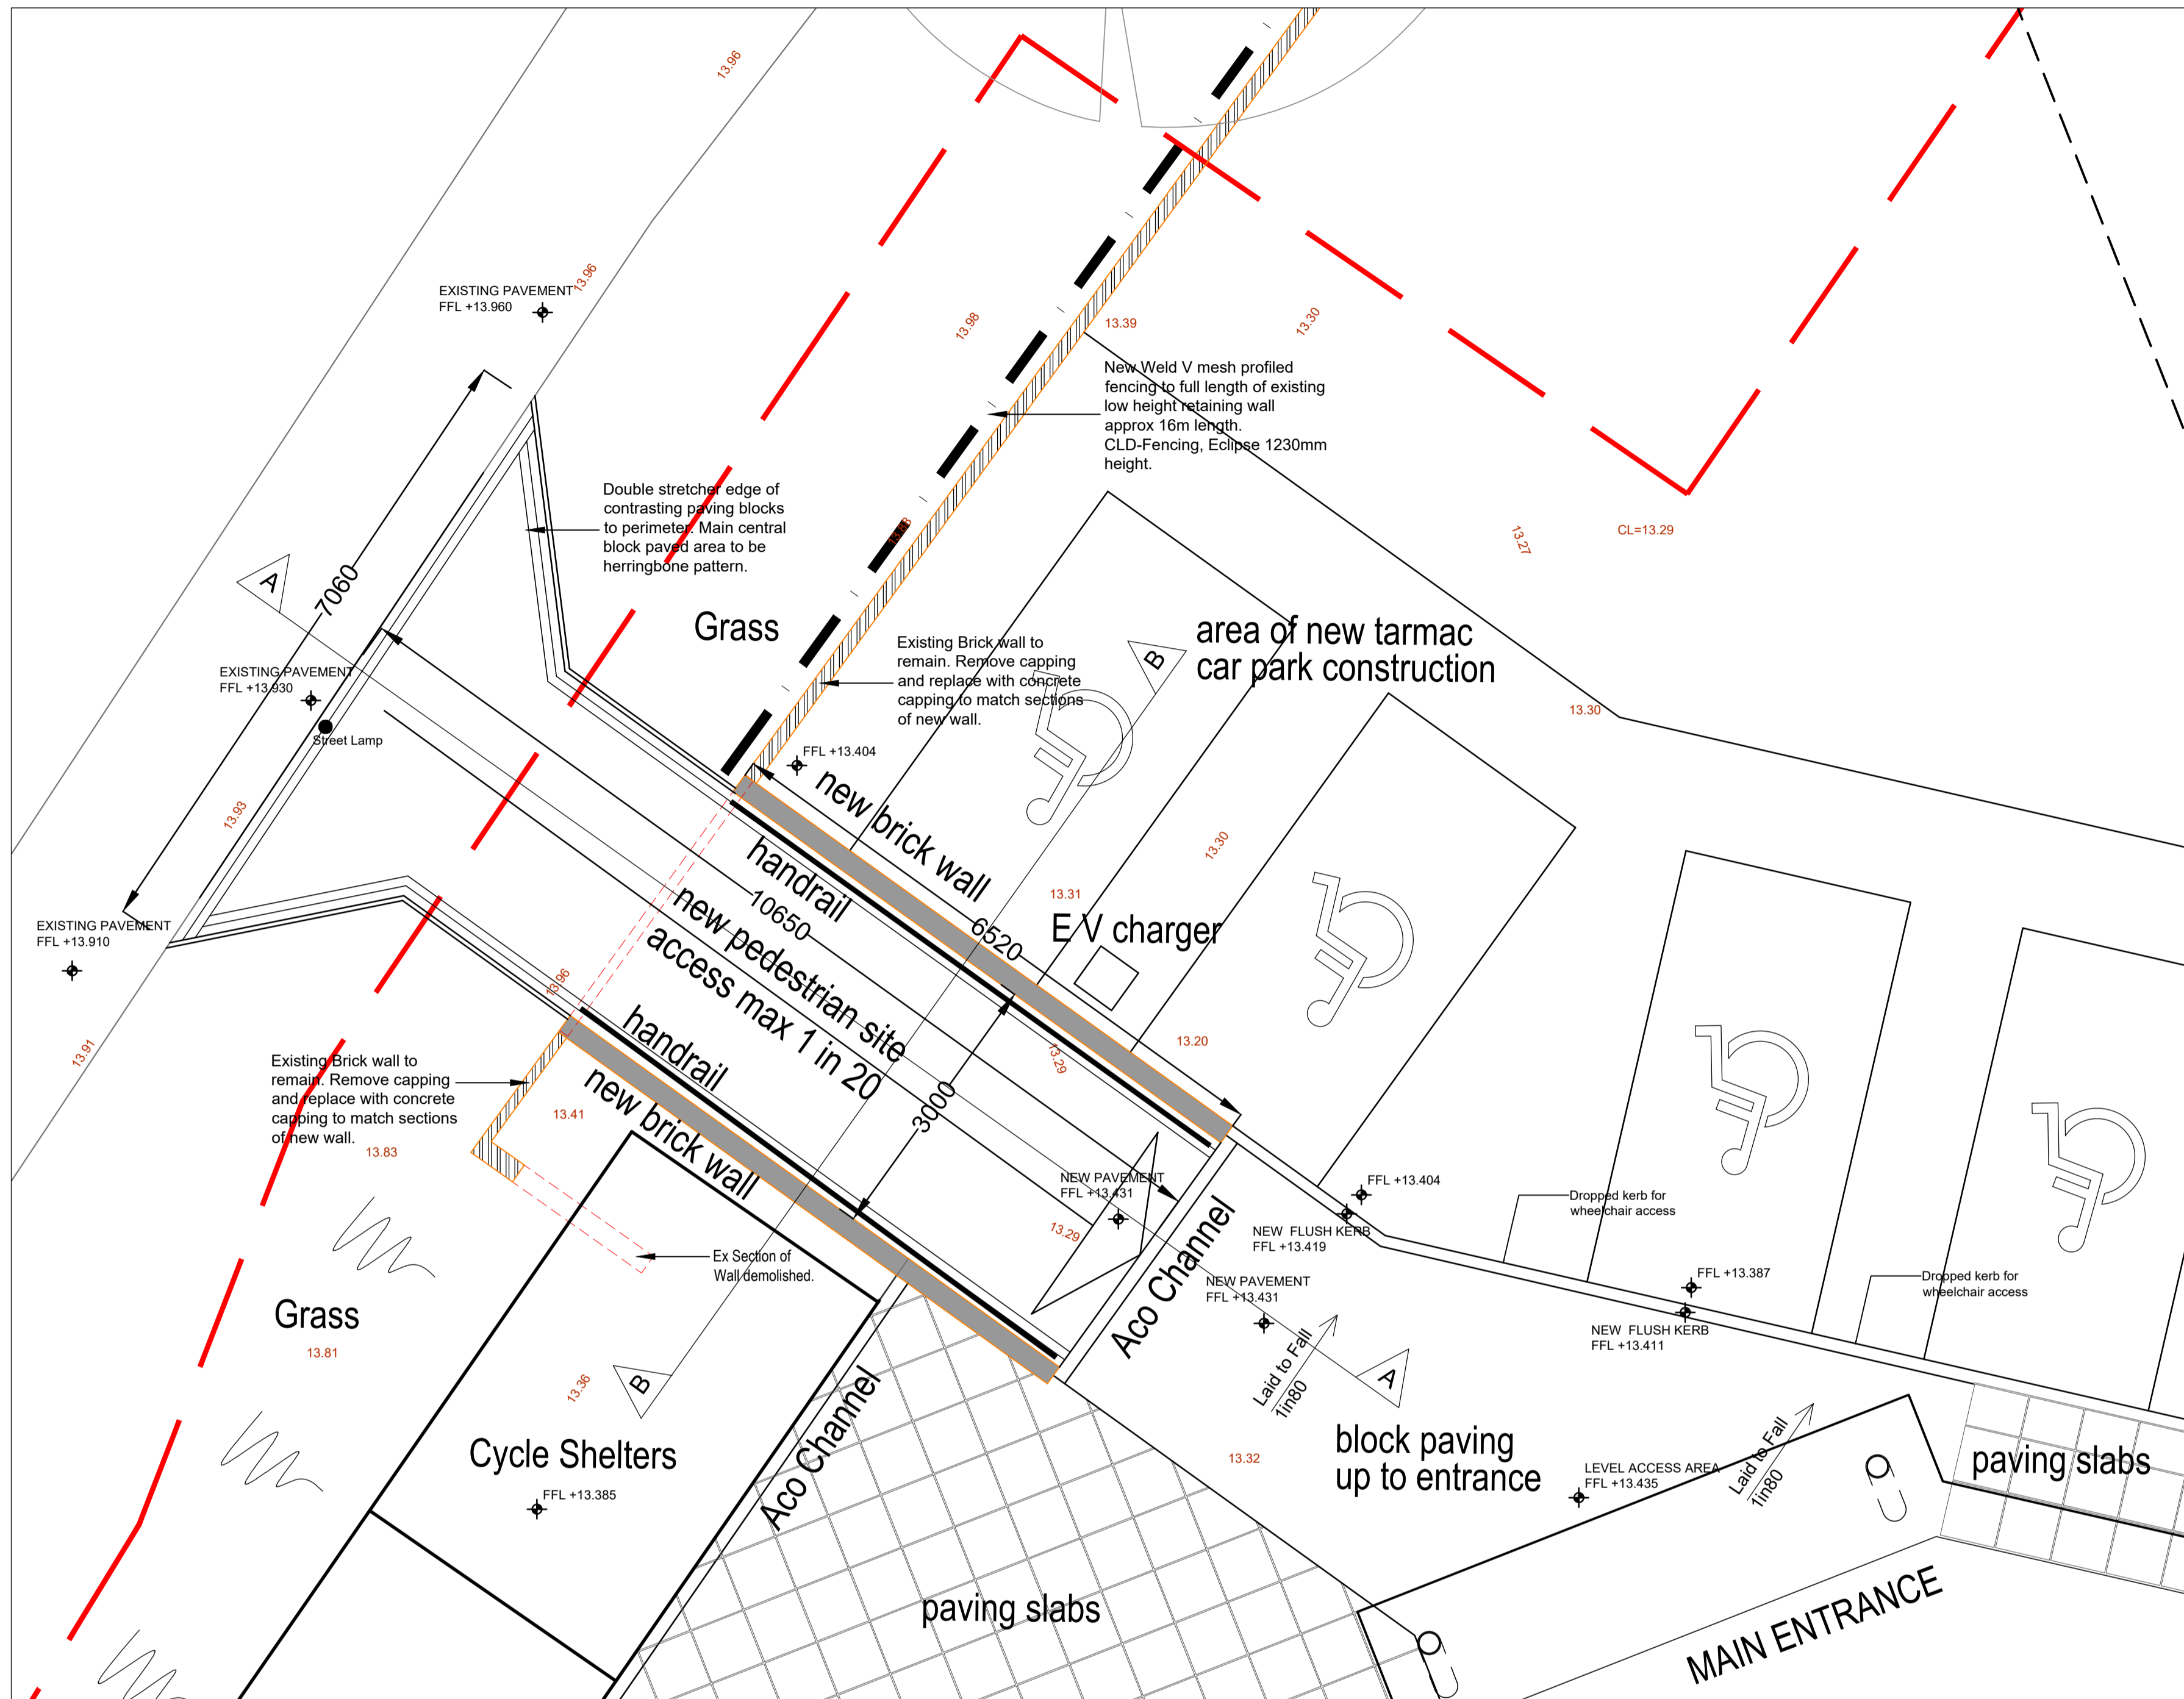 13.96
13.96
EXISTING PAVEMENT
FFL +13.960
13.98
13.39
13.30
New Weld V mesh profiled
fencing to full length of existing
low height retaining wall
approx 16m length.
CLD-Fencing, Eclipse 1230mm
height.
Double stretcher edge of
contrasting paving blocks
to perimeter. Main central
block paved area to be
herringbone pattern.
13.27
CL=13.29
A
7060
Grass
Existing Brick wall to
remain. Remove capping
and replace with concrete
capping to match sections
of new wall.
B
area of new tarmac
car park construction
EXISTING PAVEMENT
FFL +13.930
Street Lamp
13.30
FFL +13.404
13.93
new brick wall
handrail
13.30
10650
6520
13.31
E V charger
new pedestrian site
access max 1 in 20
EXISTING PAVEMENT
FFL +13.910
13.96
handrail
13.91
Existing Brick wall to
remain. Remove capping
and replace with concrete
capping to match sections
of new wall.
13.41
new brick wall
3000
13.29
13.20
13.83
NEW PAVEMENT
FFL +13.431
FFL +13.404
Dropped kerb for
wheelchair access
13.29
Aco Channel
NEW FLUSH KERB
FFL +13.419
Ex Section of
Wall demolished.
NEW PAVEMENT
FFL +13.431
FFL +13.387
Dropped kerb for
wheelchair access
Grass
13.81
NEW FLUSH KERB
FFL +13.411
13.36
B
Laid to Fall
1in80
A
Aco Channel
Cycle Shelters
FFL +13.385
13.32
block paving
up to entrance
LEVEL ACCESS AREA
FFL +13.435
Laid to Fall
1in80
paving slabs
paving slabs
MAIN ENTRANCE